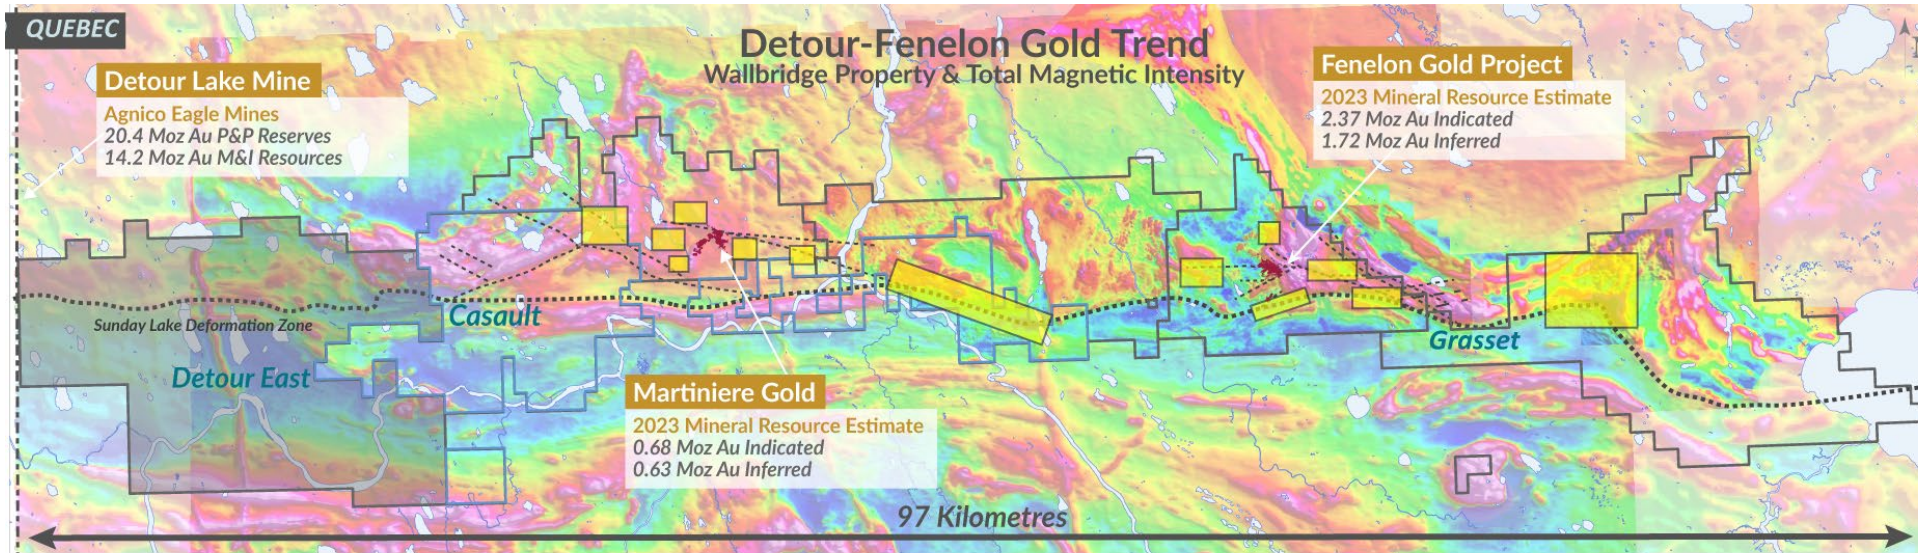 QUEBEC
Detour-Fenelon Gold Trend
Wallbridge Property & Total Magnetic Intensity
Detour Lake Mine
Agnico Eagle Mines
20.4 Moz Au P&P Reserves
14.2 Moz Au M&I Resources
Fenelon Gold Project
2023 Mineral Resource Estimate
2.37 Moz Au Indicated
1.72 Moz Au Inferred
Sunday Lake Deformation Zone
Casault
Detour East
Grasset
Martiniere Gold
2023 Mineral Resource Estimate
0.68 Moz Au Indicated
0.63 Moz Au Inferred
97 Kilometres